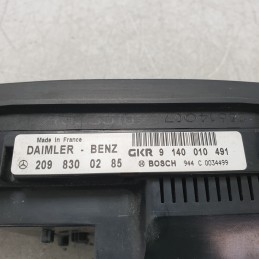 Made in France
DAIMLER - BENZ GKR 9 140 010 491
209 830 02 85 BOSCH 944 C 0034499